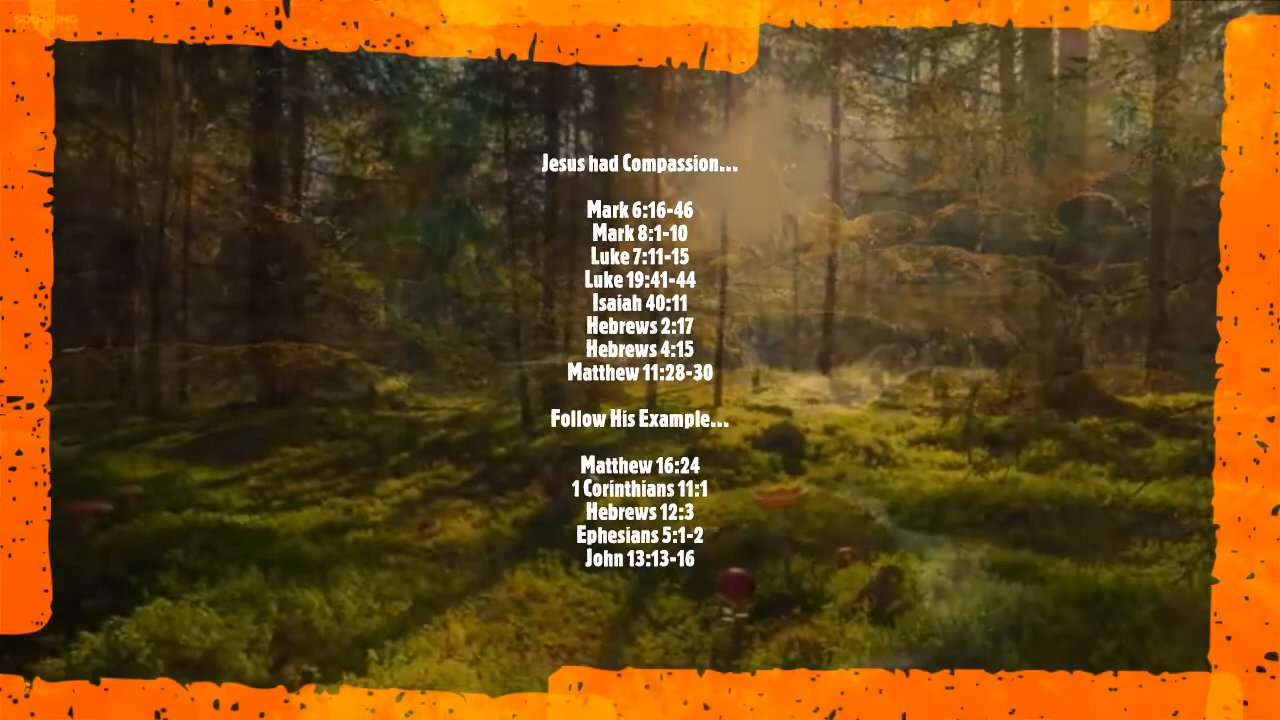 Jesus had Compassion...
Mark 6:16-46
Mark 8:1-10
Luke 7:11-15
Luke 19:41-44
Isaiah 40:11
Hebrews 2:17
Hebrews 4:15
Matthew 11:28-30
Follow His Example...
Matthew 16:24
1 Corinthians 11:1
Hebrews 12:3
Ephesians 5:1-2
John 13:13-16